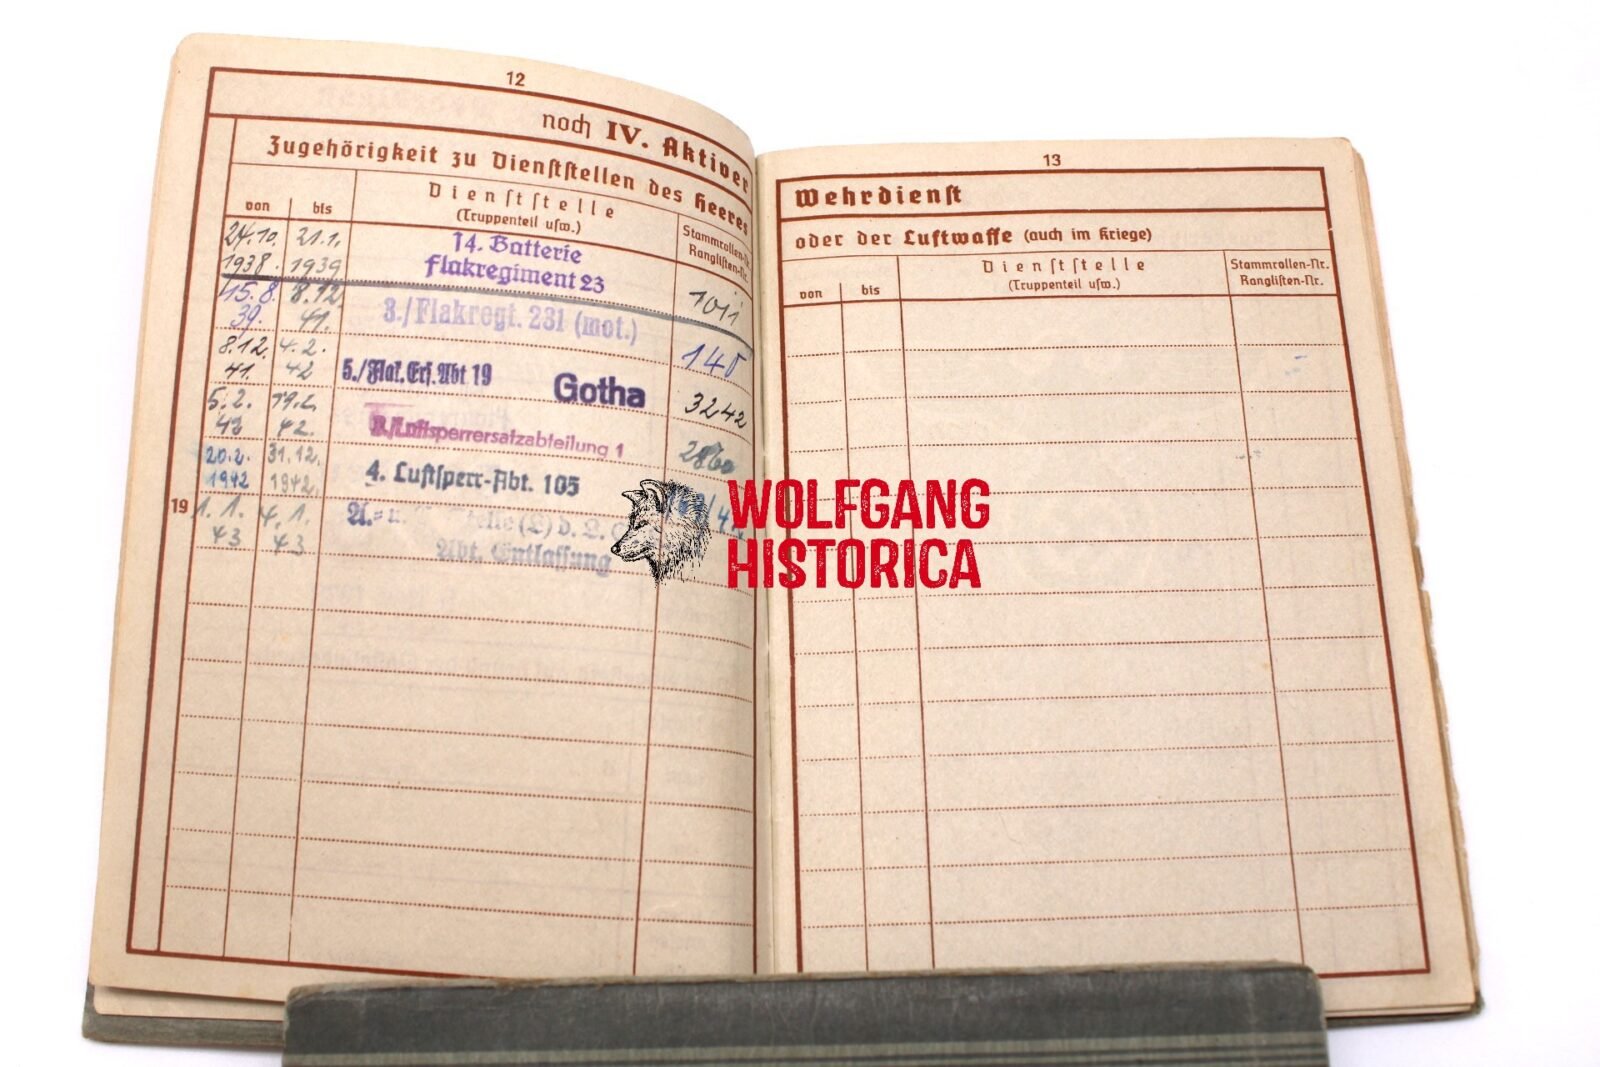 12
noch IV. Aktiver
Zugehörigkeit zu Dienststellen des Heeres
von bis
Dienststelle
(Truppenteil usw.)
Stammrollen-Nr.
Ranglisten-Nr.
24.10. 21.1.
1938. 1939
14. Batterie
Flakregiment 23
1011
15.8. 8.12
39. 41.
3./Flakregt. 231 (mot.)
8.12. 4.2.
41. 42
5./Flak.Ers.Abt 19 Gotha
3242
5.2. 19.2.
42.
Luftsperrersatzabteilung 1
20.2. 31.12.
1942 1942.
4. Luftsperr-Abt. 105
19 1.1. 4.1.
43 43
Abt. Entlassung
13
Wehrdienst
oder der Luftwaffe (auch im Kriege)
von bis
Dienststelle
(Truppenteil usw.)
Stammrollen-Nr.
Ranglisten-Nr.
WOLFGANG
HISTORICA